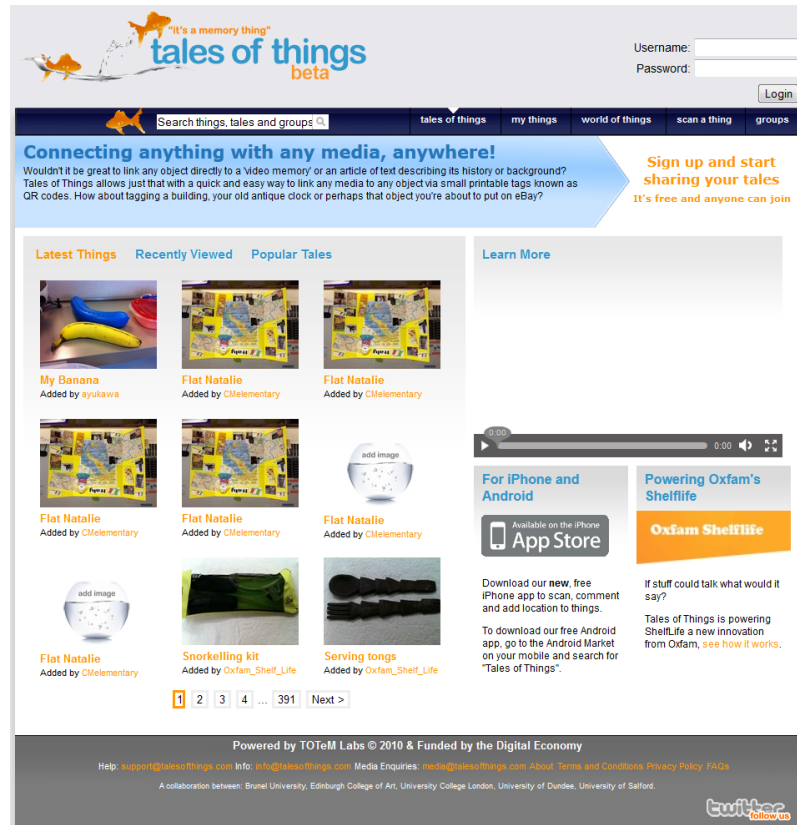 "it's a memory thing"
tales of things
beta
Username:
Password:
Login
Search things, tales and groups
tales of things
my things
world of things
scan a thing
groups
Connecting anything with any media, anywhere!
Wouldn't it be great to link any object directly to a 'video memory' or an article of text describing its history or background?
Tales of Things allows just that with a quick and easy way to link any media to any object via small printable tags known as
QR codes. How about tagging a building, your old antique clock or perhaps that object you're about to put on eBay?
Sign up and start
sharing your tales
It's free and anyone can join
Latest Things
Recently Viewed
Popular Tales
My Banana
Added by ayukawa
Flat Natalie
Added by CMelementary
Flat Natalie
Added by CMelementary
Flat Natalie
Added by CMelementary
Flat Natalie
Added by CMelementary
add image
Flat Natalie
Added by CMelementary
add image
Flat Natalie
Added by CMelementary
Snorkelling kit
Added by Oxfam_Shelf_Life
Serving tongs
Added by Oxfam_Shelf_Life
1 2 3 4 ... 391 Next >
Learn More
0:00
0:00
For iPhone and
Android
Available on the iPhone
App Store
Download our new, free
iPhone app to scan, comment
and add location to things.
To download our free Android
app, go to the Android Market
on your mobile and search for
"Tales of Things".
Powering Oxfam's
Shelflife
Oxfam Shelflife
If stuff could talk what would it
say?
Tales of Things is powering
ShelfLife a new innovation
from Oxfam, see how it works.
Powered by TOTeM Labs © 2010 & Funded by the Digital Economy
Help: support@talesofthings.com Info: info@talesofthings.com Media Enquiries: media@talesofthings.com About Terms and Conditions Privacy Policy FAQs
A collaboration between: Brunel University, Edinburgh College of Art, University College London, University of Dundee, University of Salford.
twitter
follow us